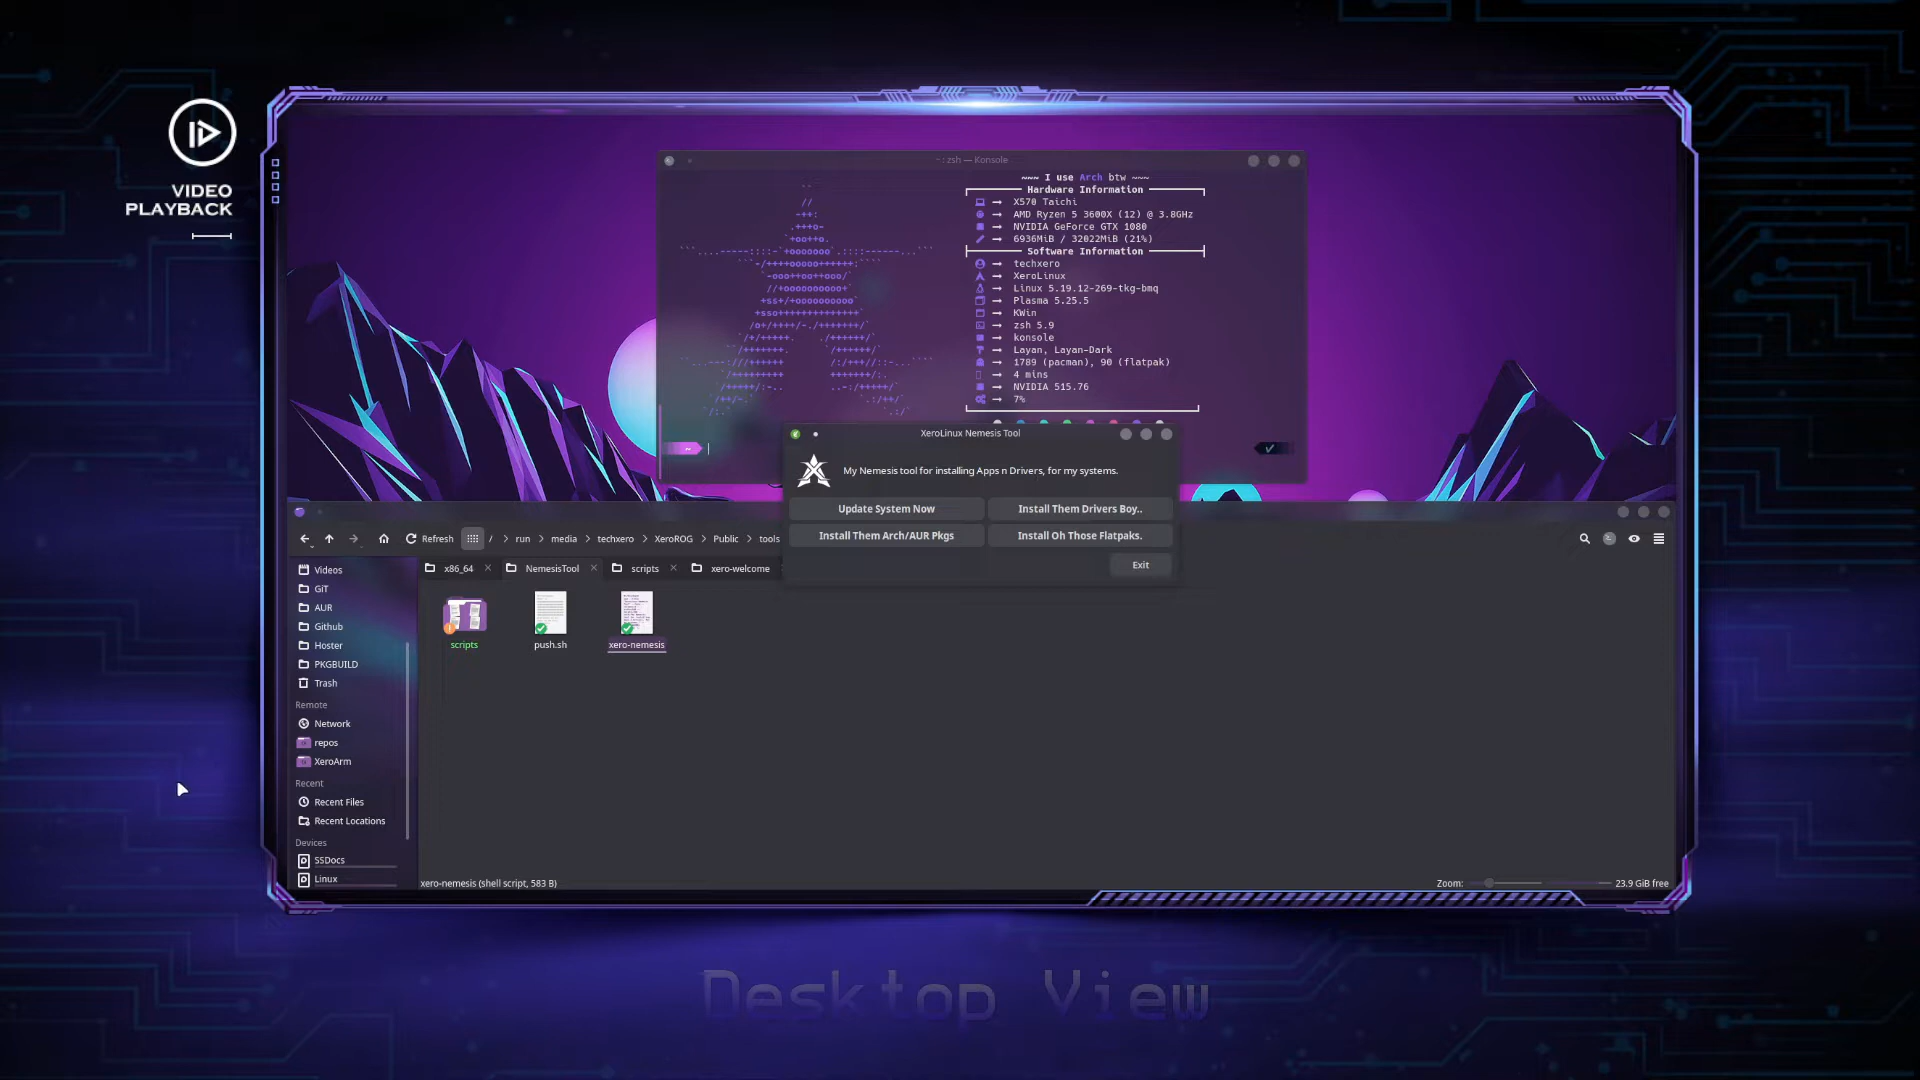 VIDEO
PLAYBACK
~ : zsh — Konsole
~~~ I use Arch btw ~~~
Hardware Information
X570 Taichi
AMD Ryzen 5 3600X (12) @ 3.8GHz
NVIDIA GeForce GTX 1080
6936MiB / 32022MiB (21%)
Software Information
techxero
XeroLinux
Linux 5.19.12-269-tkg-bmq
Plasma 5.25.5
KWin
zsh 5.9
konsole
Layan, Layan-Dark
1789 (pacman), 90 (flatpak)
4 mins
NVIDIA 515.76
7%
~
XeroLinux Nemesis Tool
My Nemesis tool for installing Apps n Drivers, for my systems.
Update System Now
Install Them Drivers Boy..
Install Them Arch/AUR Pkgs
Install Oh Those Flatpaks.
Exit
Refresh / run media techxero XeroROG Public tools
x86_64 NemesisTool scripts xero-welcome
Videos
GIT
AUR
Github
Hoster
PKGBUILD
Trash
Remote
Network
repos
XeroArm
Recent
Recent Files
Recent Locations
Devices
SSDocs
Linux
scripts
push.sh
xero-nemesis
xero-nemesis (shell script, 583 B)
Zoom:
23.9 GiB free
Desktop View